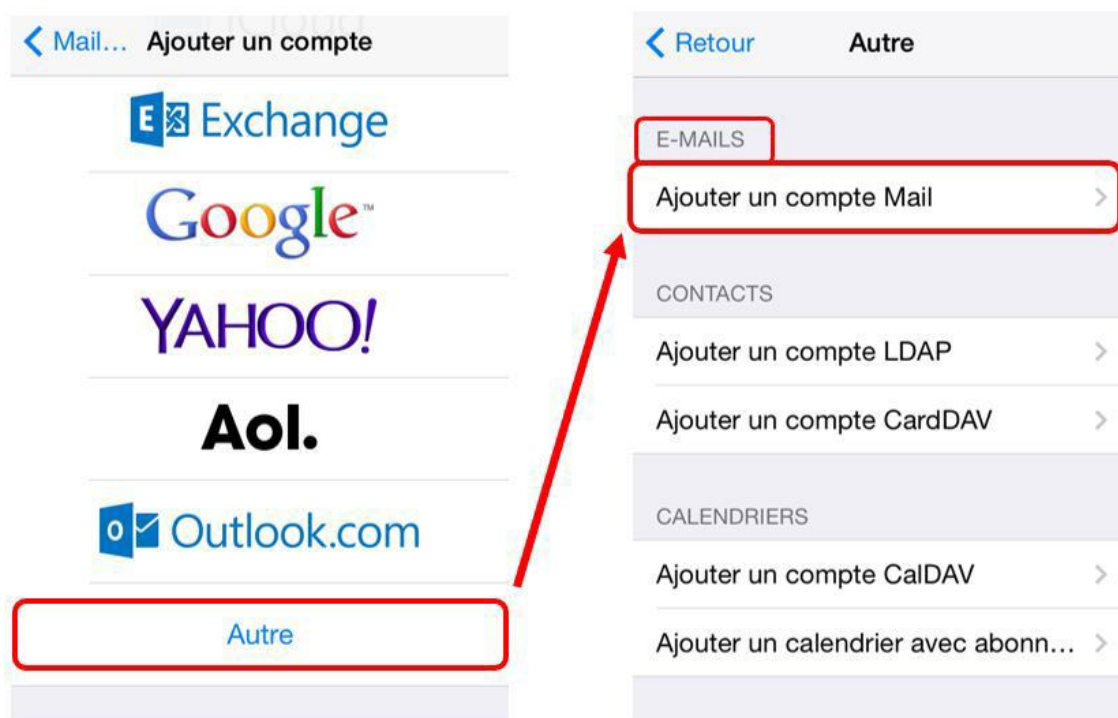 Mail... Ajouter un compte
Exchange
Google™
YAHOO!
Aol.
Outlook.com
Autre
Retour Autre
E-MAILS
Ajouter un compte Mail
CONTACTS
Ajouter un compte LDAP
Ajouter un compte CardDAV
CALENDRIERS
Ajouter un compte CalDAV
Ajouter un calendrier avec abonn...